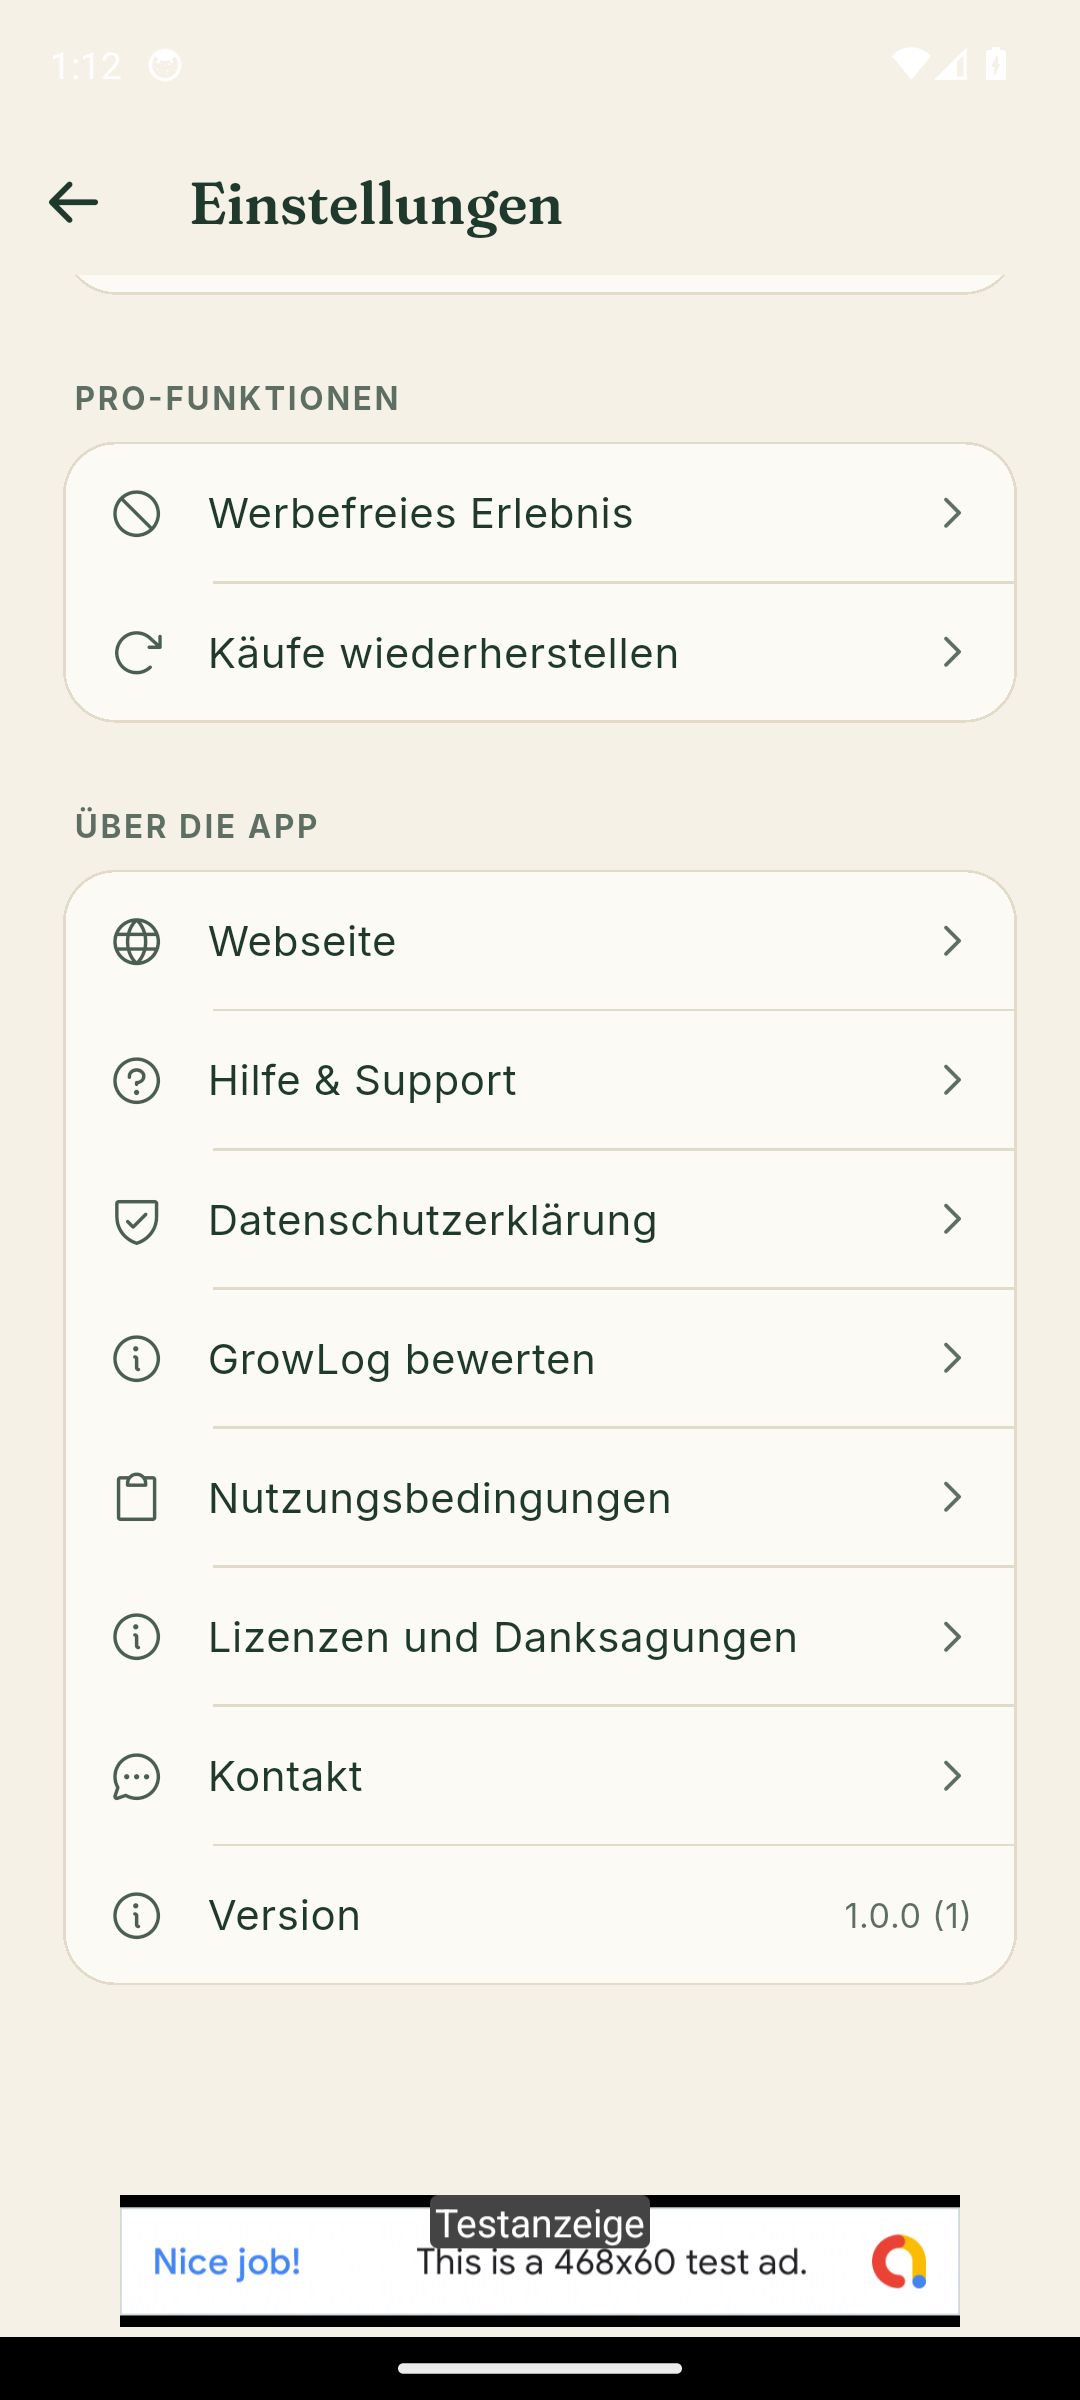 1:12
Einstellungen
PRO-FUNKTIONEN
Werbefreies Erlebnis
Käufe wiederherstellen
ÜBER DIE APP
Webseite
Hilfe & Support
Datenschutzerklärung
GrowLog bewerten
Nutzungsbedingungen
Lizenzen und Danksagungen
Kontakt
Version 1.0.0 (1)
Testanzeige
Nice job! This is a 468x60 test ad.